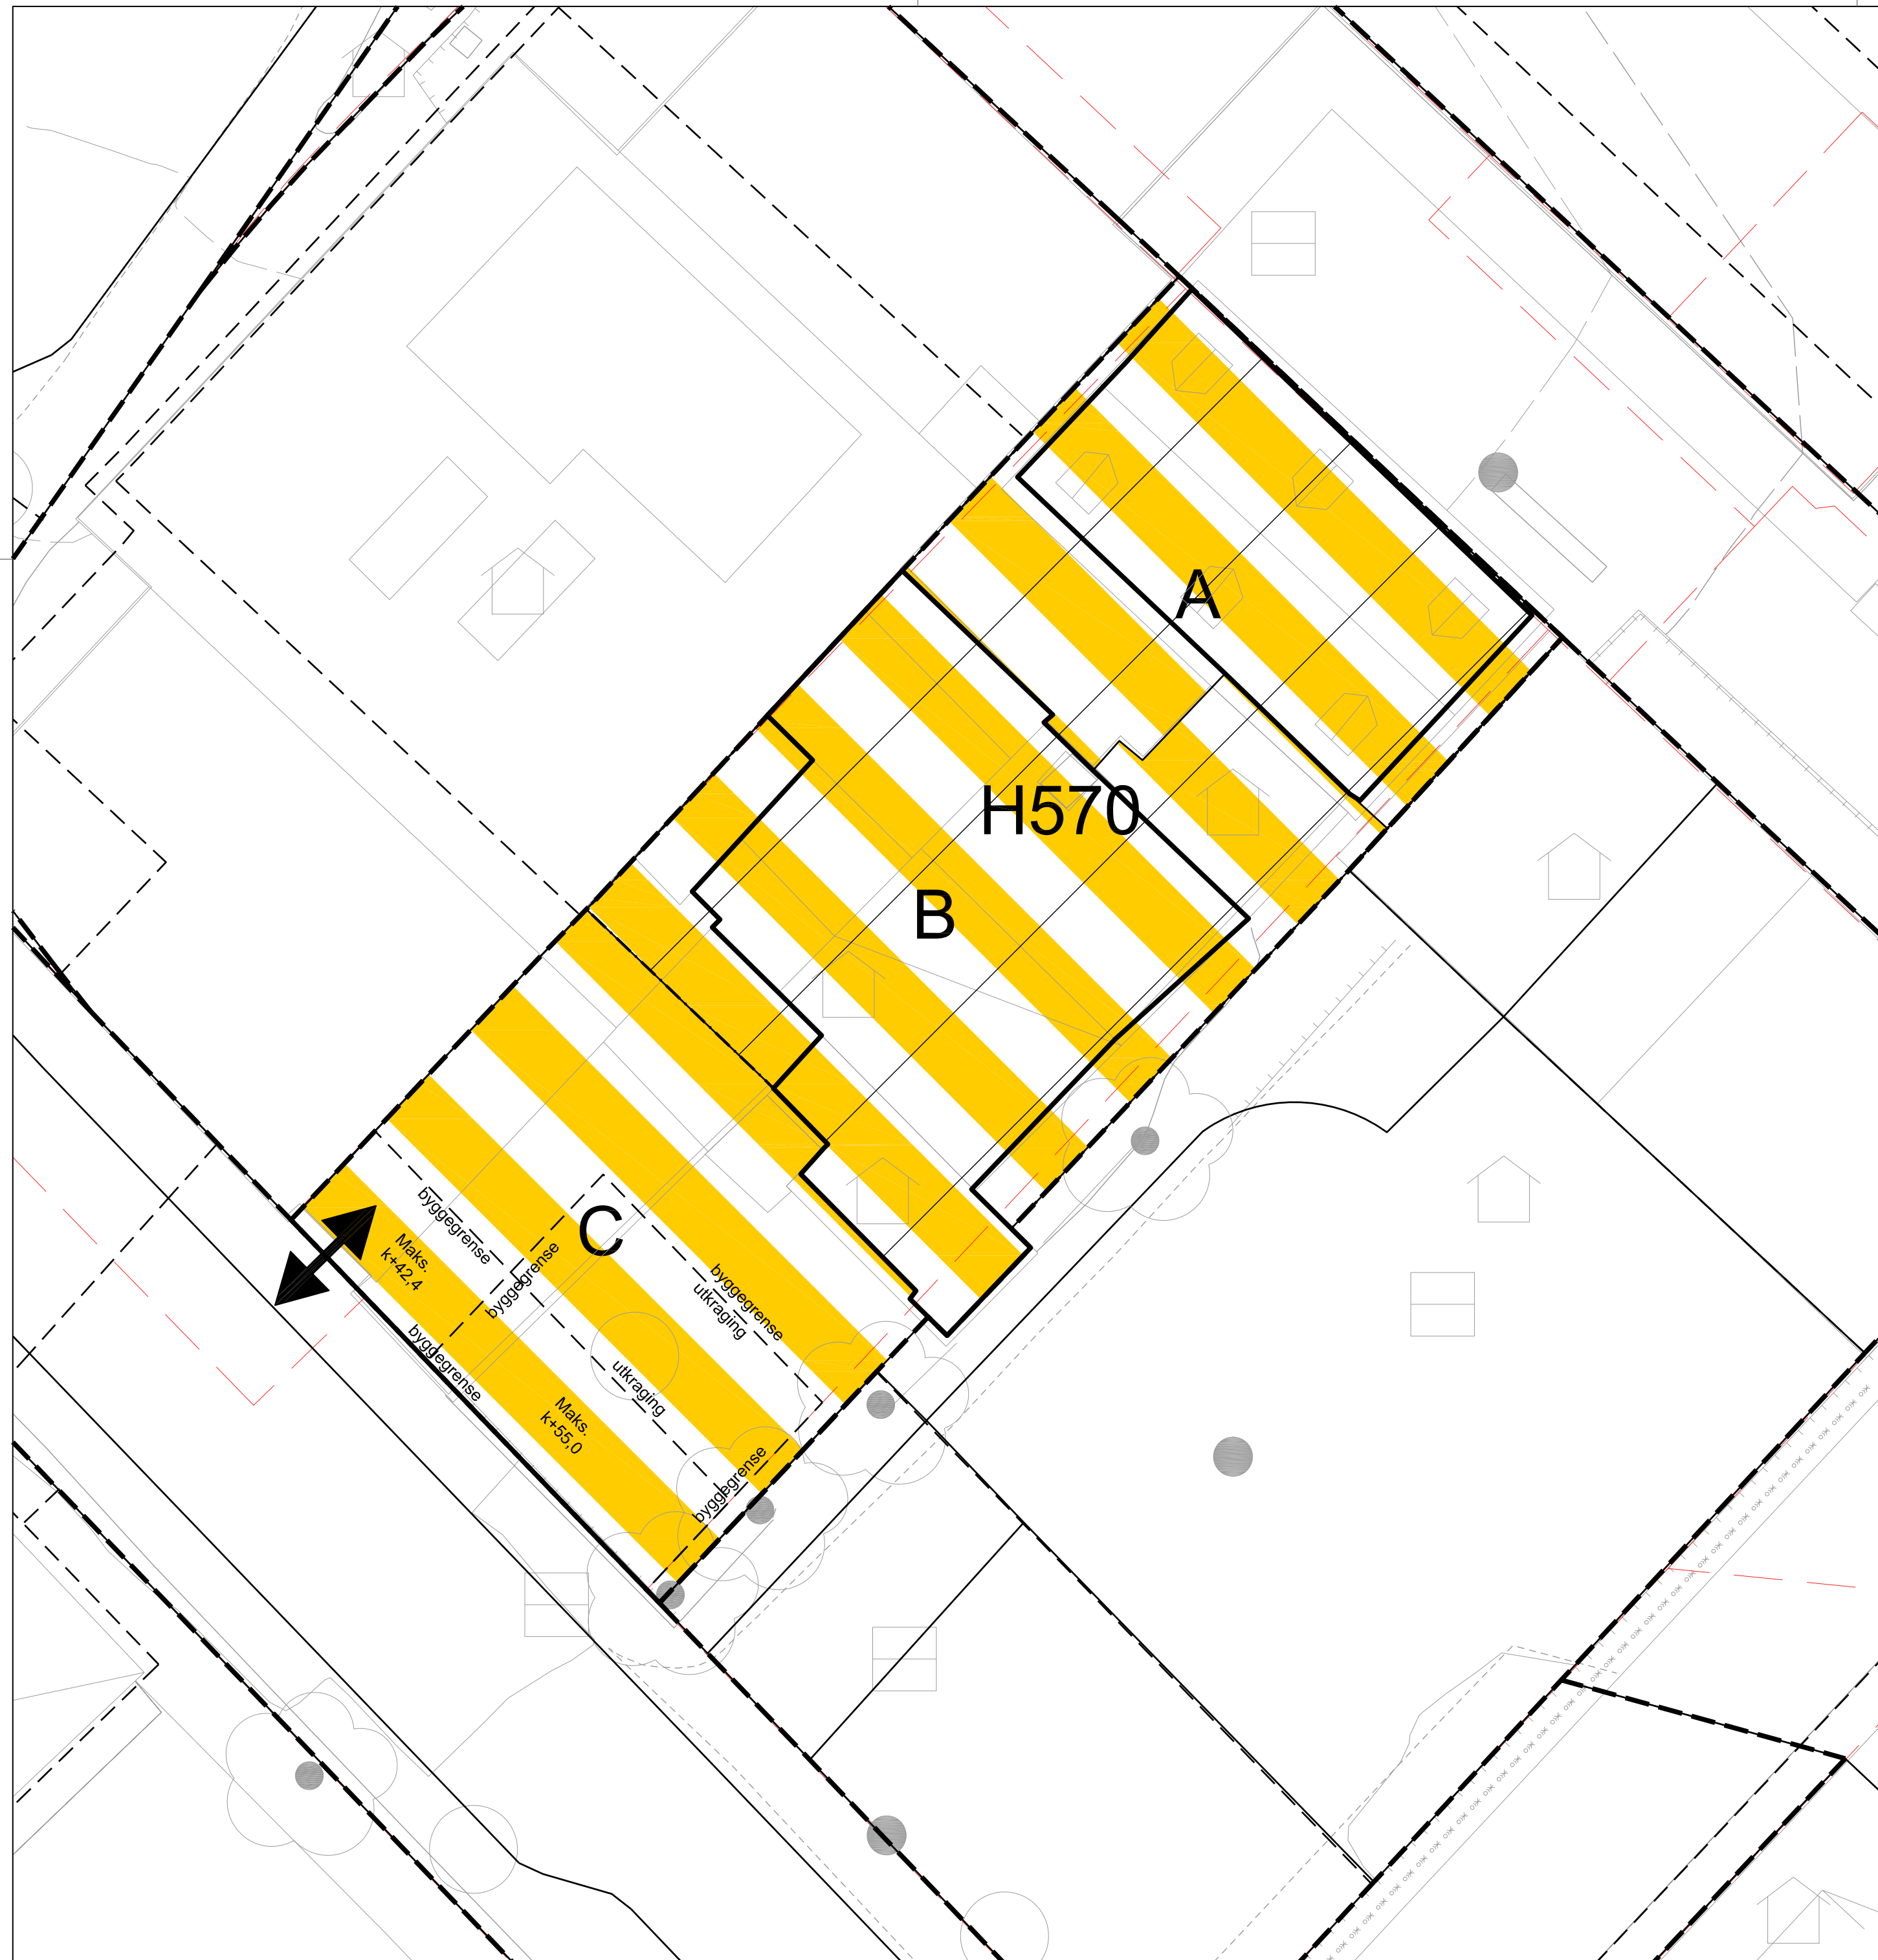 A
H570
B
C
byggegrense
Maks.
k+42,4
byggegrense
byggegrense
byggegrense
utkraging
utkraging
Maks.
k+55,0
byggegrense